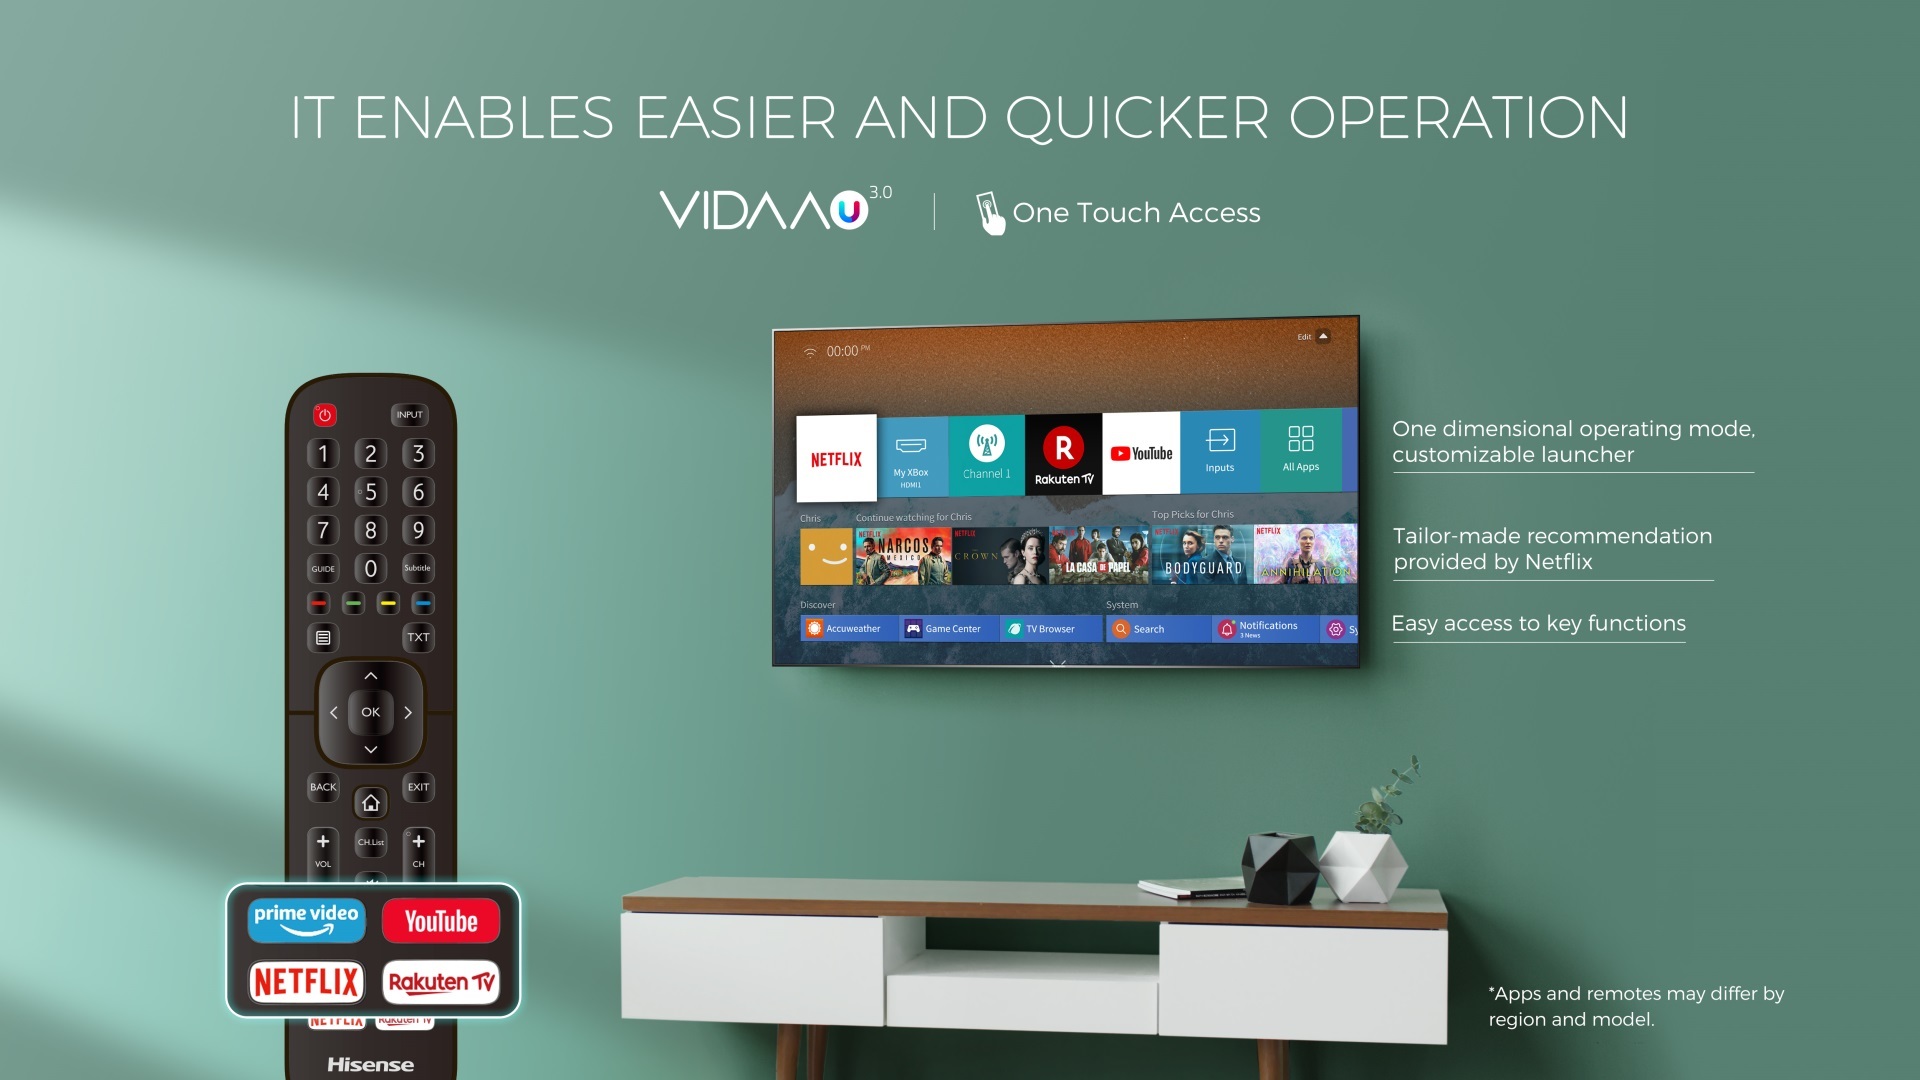 IT ENABLES EASIER AND QUICKER OPERATION
VIDAA U 3.0
One Touch Access
00:00 PM
Edit
NETFLIX
My XBox
HDMI1
Channel 1
R
Rakuten TV
YouTube
Inputs
All Apps
Chris
Continue watching for Chris
Top Picks for Chris
NETFLIX
NARCOS
MEXICO
NETFLIX
CROWN
LA CASA DE PAPEL
NETFLIX
BODYGUARD
NETFLIX
ANNIHILATION
Discover
System
Accuweather
Game Center
TV Browser
Search
Notifications
3 News
Sy
One dimensional operating mode,
customizable launcher
Tailor-made recommendation
provided by Netflix
Easy access to key functions
INPUT
1 2 3
4 5 6
7 8 9
GUIDE 0 Subtitle
TXT
OK
BACK EXIT
+ CH.List +
VOL CH
prime video YouTube
NETFLIX Rakuten TV
NETFLIX Rakuten TV
Hisense
*Apps and remotes may differ by
region and model.